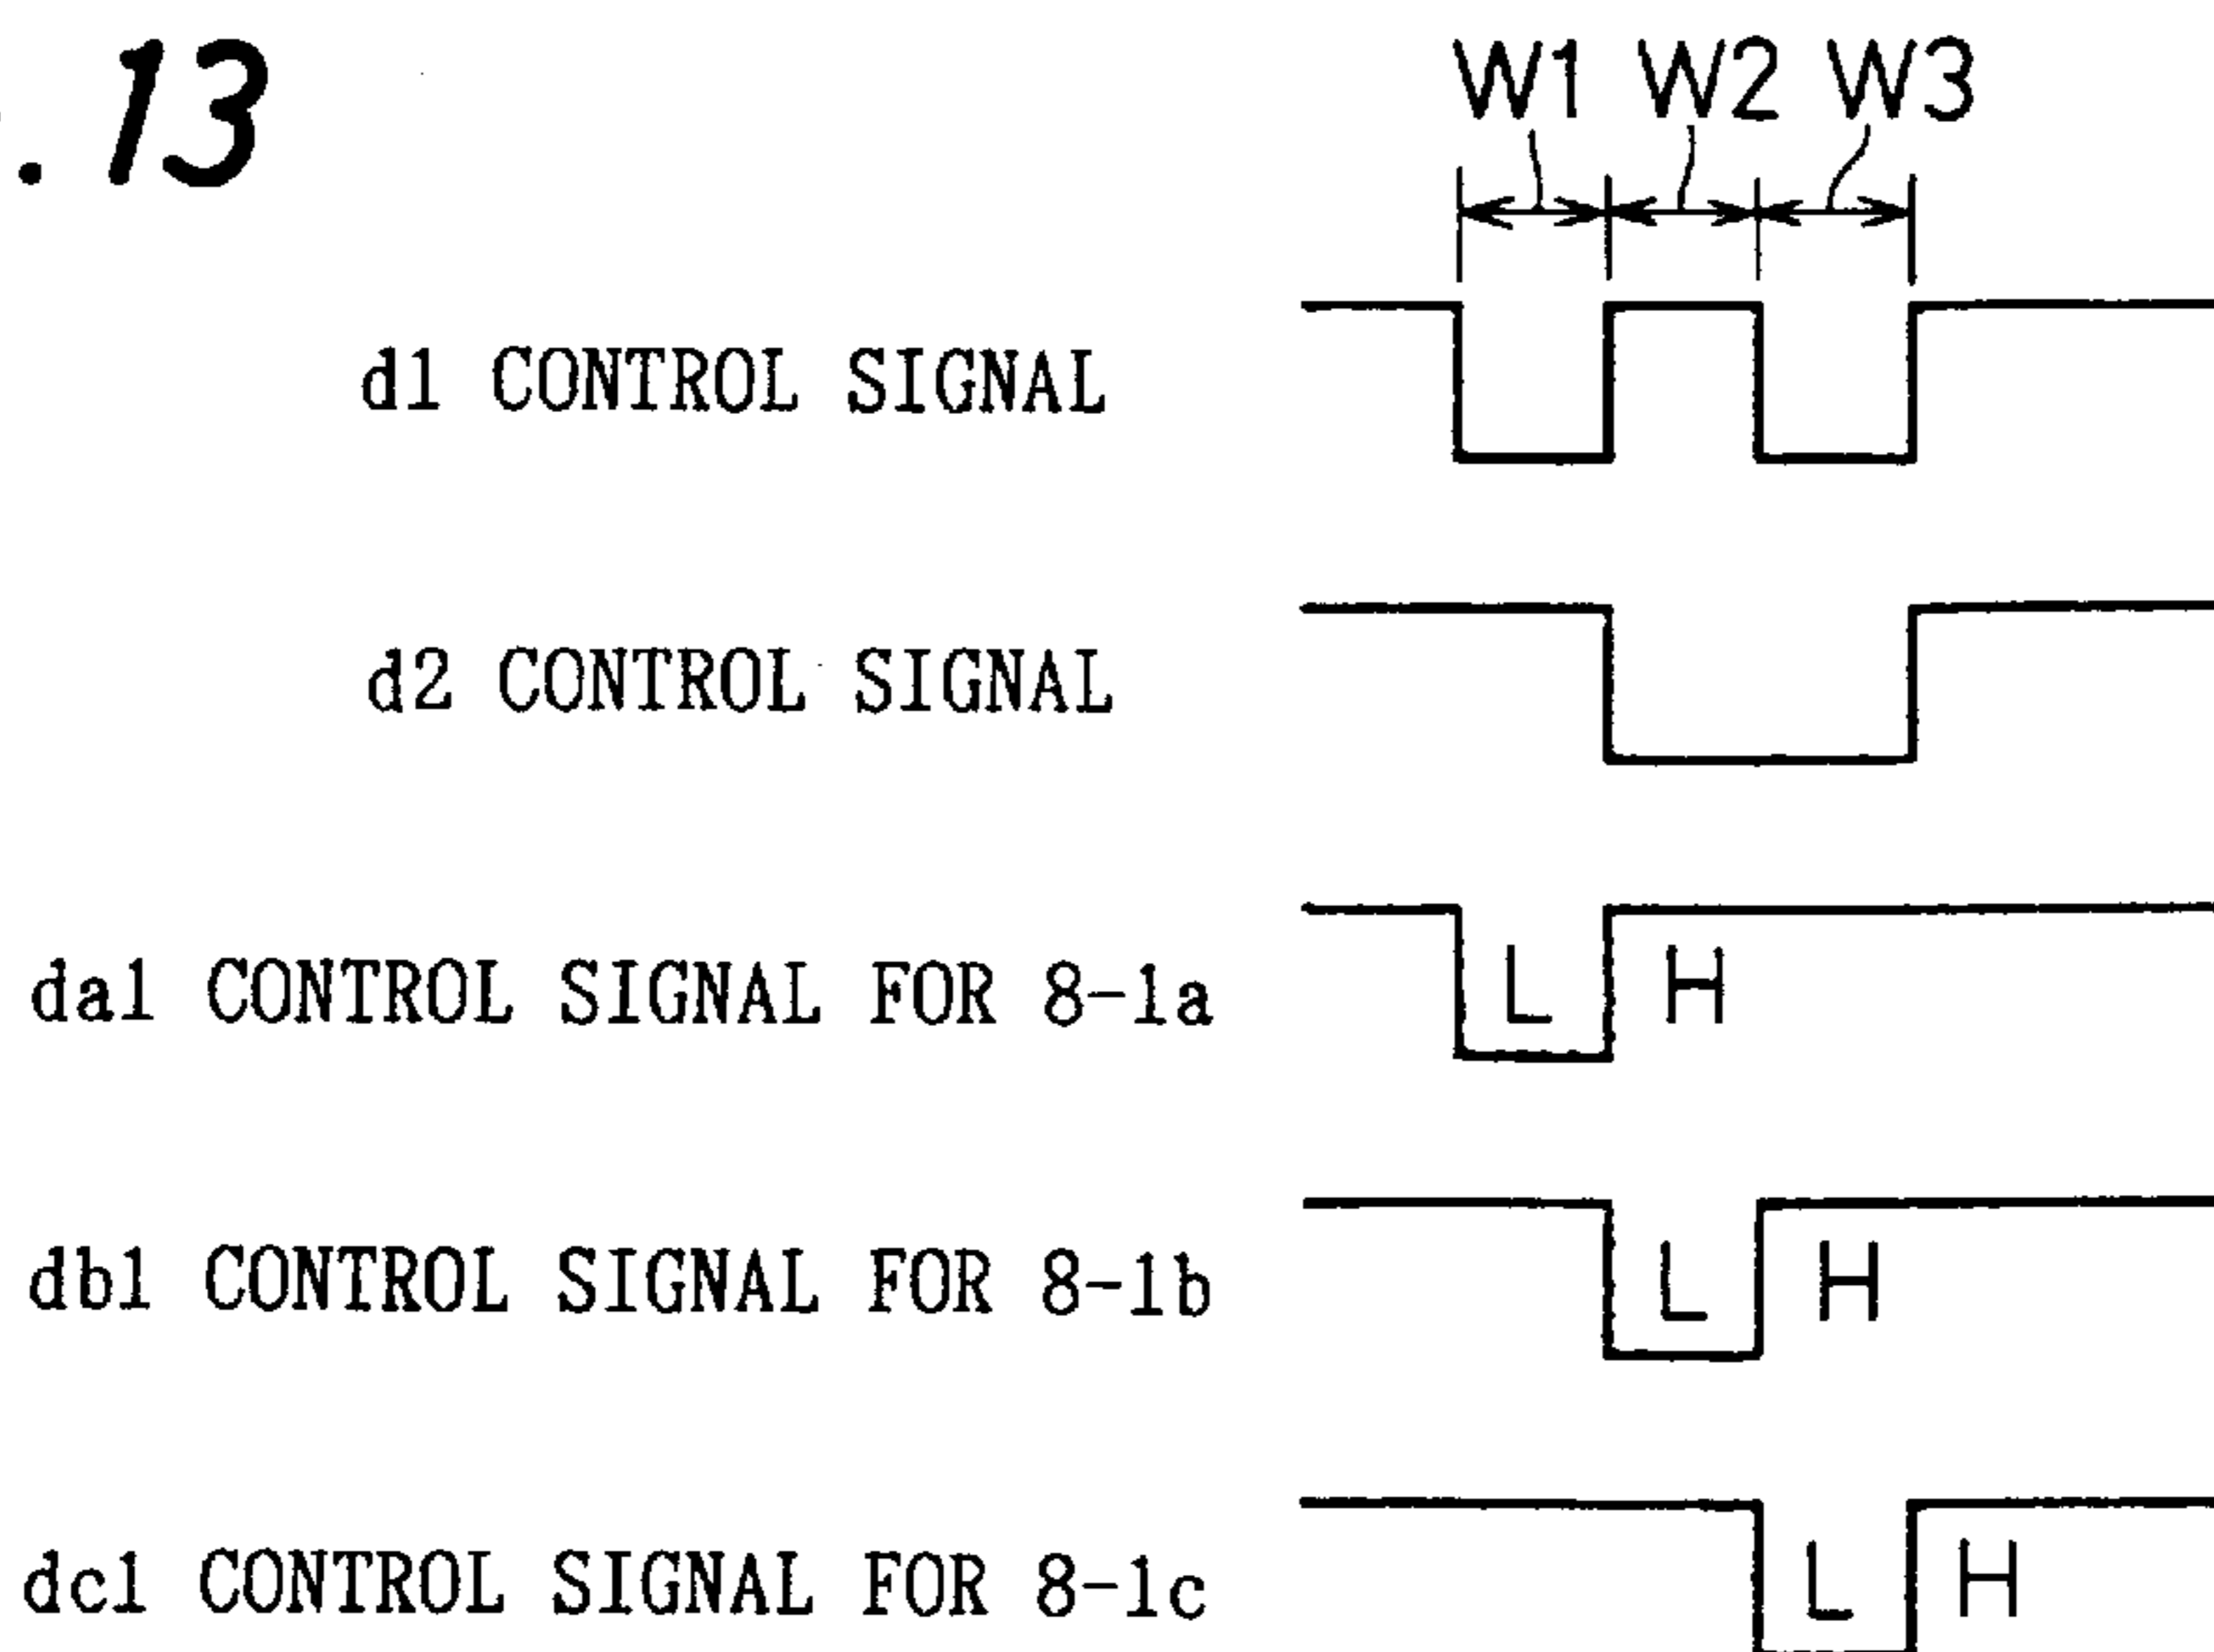 . 13
W1 W2 W3
d1 CONTROL SIGNAL
d2 CONTROL SIGNAL
da1 CONTROL SIGNAL FOR 8-1a
L H
db1 CONTROL SIGNAL FOR 8-1b
L H
dc1 CONTROL SIGNAL FOR 8-1c
L H